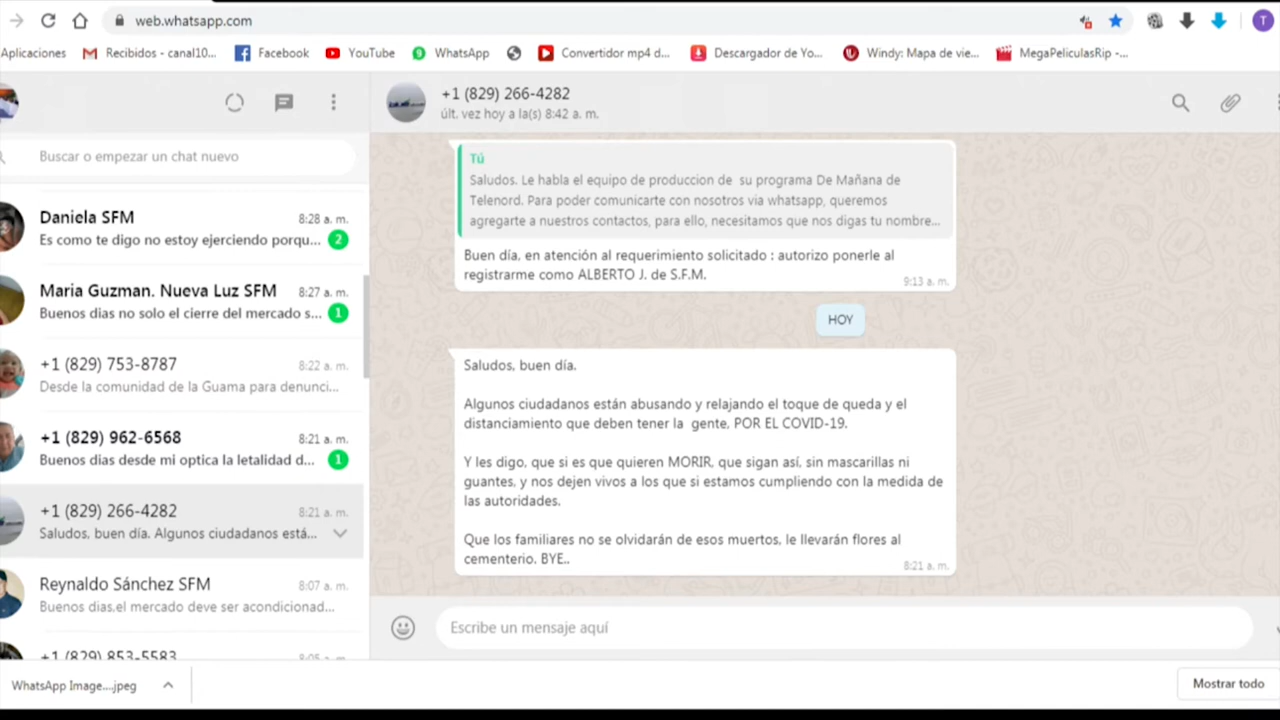 web.whatsapp.com
T
Aplicaciones
Recibidos - canal10...
Facebook
YouTube
WhatsApp
Convertidor mp4 d...
Descargador de Yo...
Windy: Mapa de vie...
MegaPeliculasRip -...
+1 (829) 266-4282
últ. vez hoy a la(s) 8:42 a. m.
Buscar o empezar un chat nuevo
Daniela SFM
8:28 a. m.
Es como te digo no estoy ejerciendo porqu...
2
Maria Guzman. Nueva Luz SFM
8:27 a. m.
Buenos dias no solo el cierre del mercado s...
1
+1 (829) 753-8787
8:22 a. m.
Desde la comunidad de la Guama para denunci...
+1 (829) 962-6568
8:21 a. m.
Buenos dias desde mi optica la letalidad d...
1
+1 (829) 266-4282
8:21 a. m.
Saludos, buen día. Algunos ciudadanos está...
Reynaldo Sánchez SFM
8:07 a. m.
Buenos dias.el mercado deve ser acondicionad...
+1 (829) 853-5583
8:05 a. m.
Tú
Saludos. Le habla el equipo de produccion de  su programa De Mañana de
Telenord. Para poder comunicarte con nosotros via whatsapp, queremos
agregarte a nuestros contactos, para ello, necesitamos que nos digas tu nombre...
Buen día, en atención al requerimiento solicitado : autorizo ponerle al
registrarme como ALBERTO J. de S.F.M.
9:13 a. m.
HOY
Saludos, buen día.
Algunos ciudadanos están abusando y relajando el toque de queda y el
distanciamiento que deben tener la  gente, POR EL COVID-19.
Y les digo, que si es que quieren MORIR, que sigan así, sin mascarillas ni
guantes, y nos dejen vivos a los que si estamos cumpliendo con la medida de
las autoridades.
Que los familiares no se olvidarán de esos muertos, le llevarán flores al
cementerio. BYE..
8:21 a. m.
Escribe un mensaje aquí
WhatsApp Image....jpeg
Mostrar todo